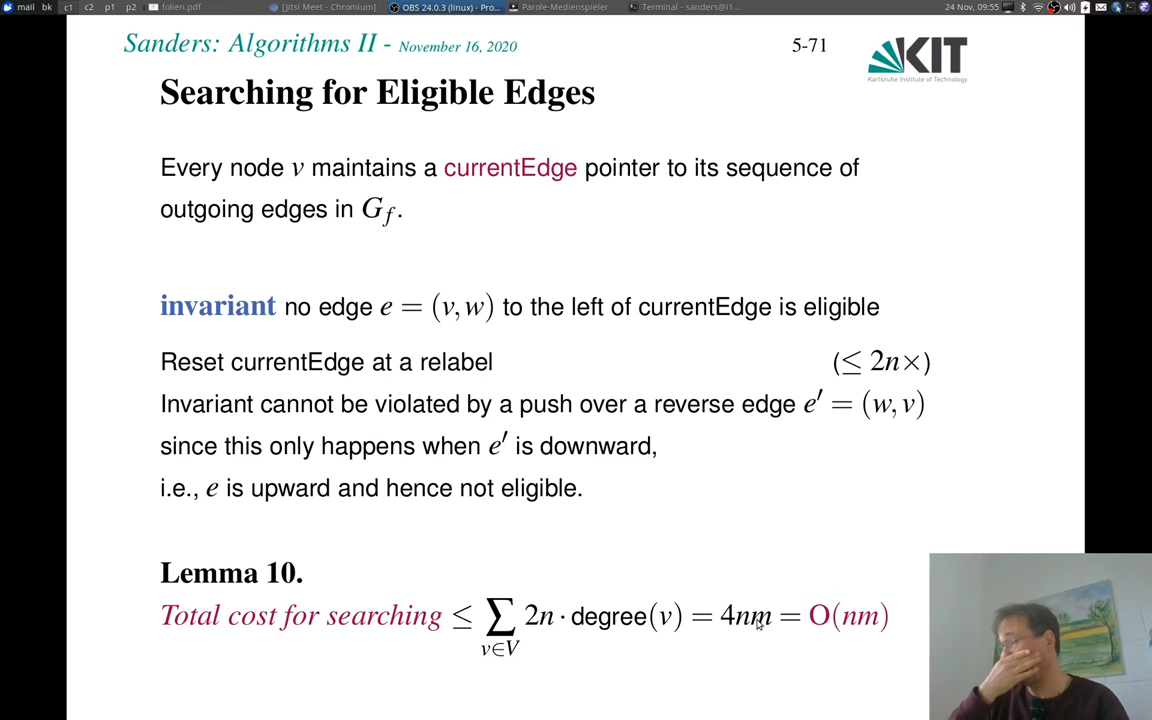 mail c1 c2 p1 p2 folien.pdf [Jitsi Meet - Chromium] OBS 24.0.3 (linux) - Pro... Parole-Medienspieler Terminal - sanders@i1... 24 Nov, 09:55
Sanders: Algorithms II - November 16, 2020 5-71
KIT
Karlsruhe Institute of Technology
Searching for Eligible Edges
Every node v maintains a currentEdge pointer to its sequence of
outgoing edges in G_f.
invariant no edge e = (v, w) to the left of currentEdge is eligible
Reset currentEdge at a relabel (≤ 2n×)
Invariant cannot be violated by a push over a reverse edge e′ = (w, v)
since this only happens when e′ is downward,
i.e., e is upward and hence not eligible.
Lemma 10.
Total cost for searching ≤ ∑ 2n · degree(v) = 4nm = O(nm)
v∈V